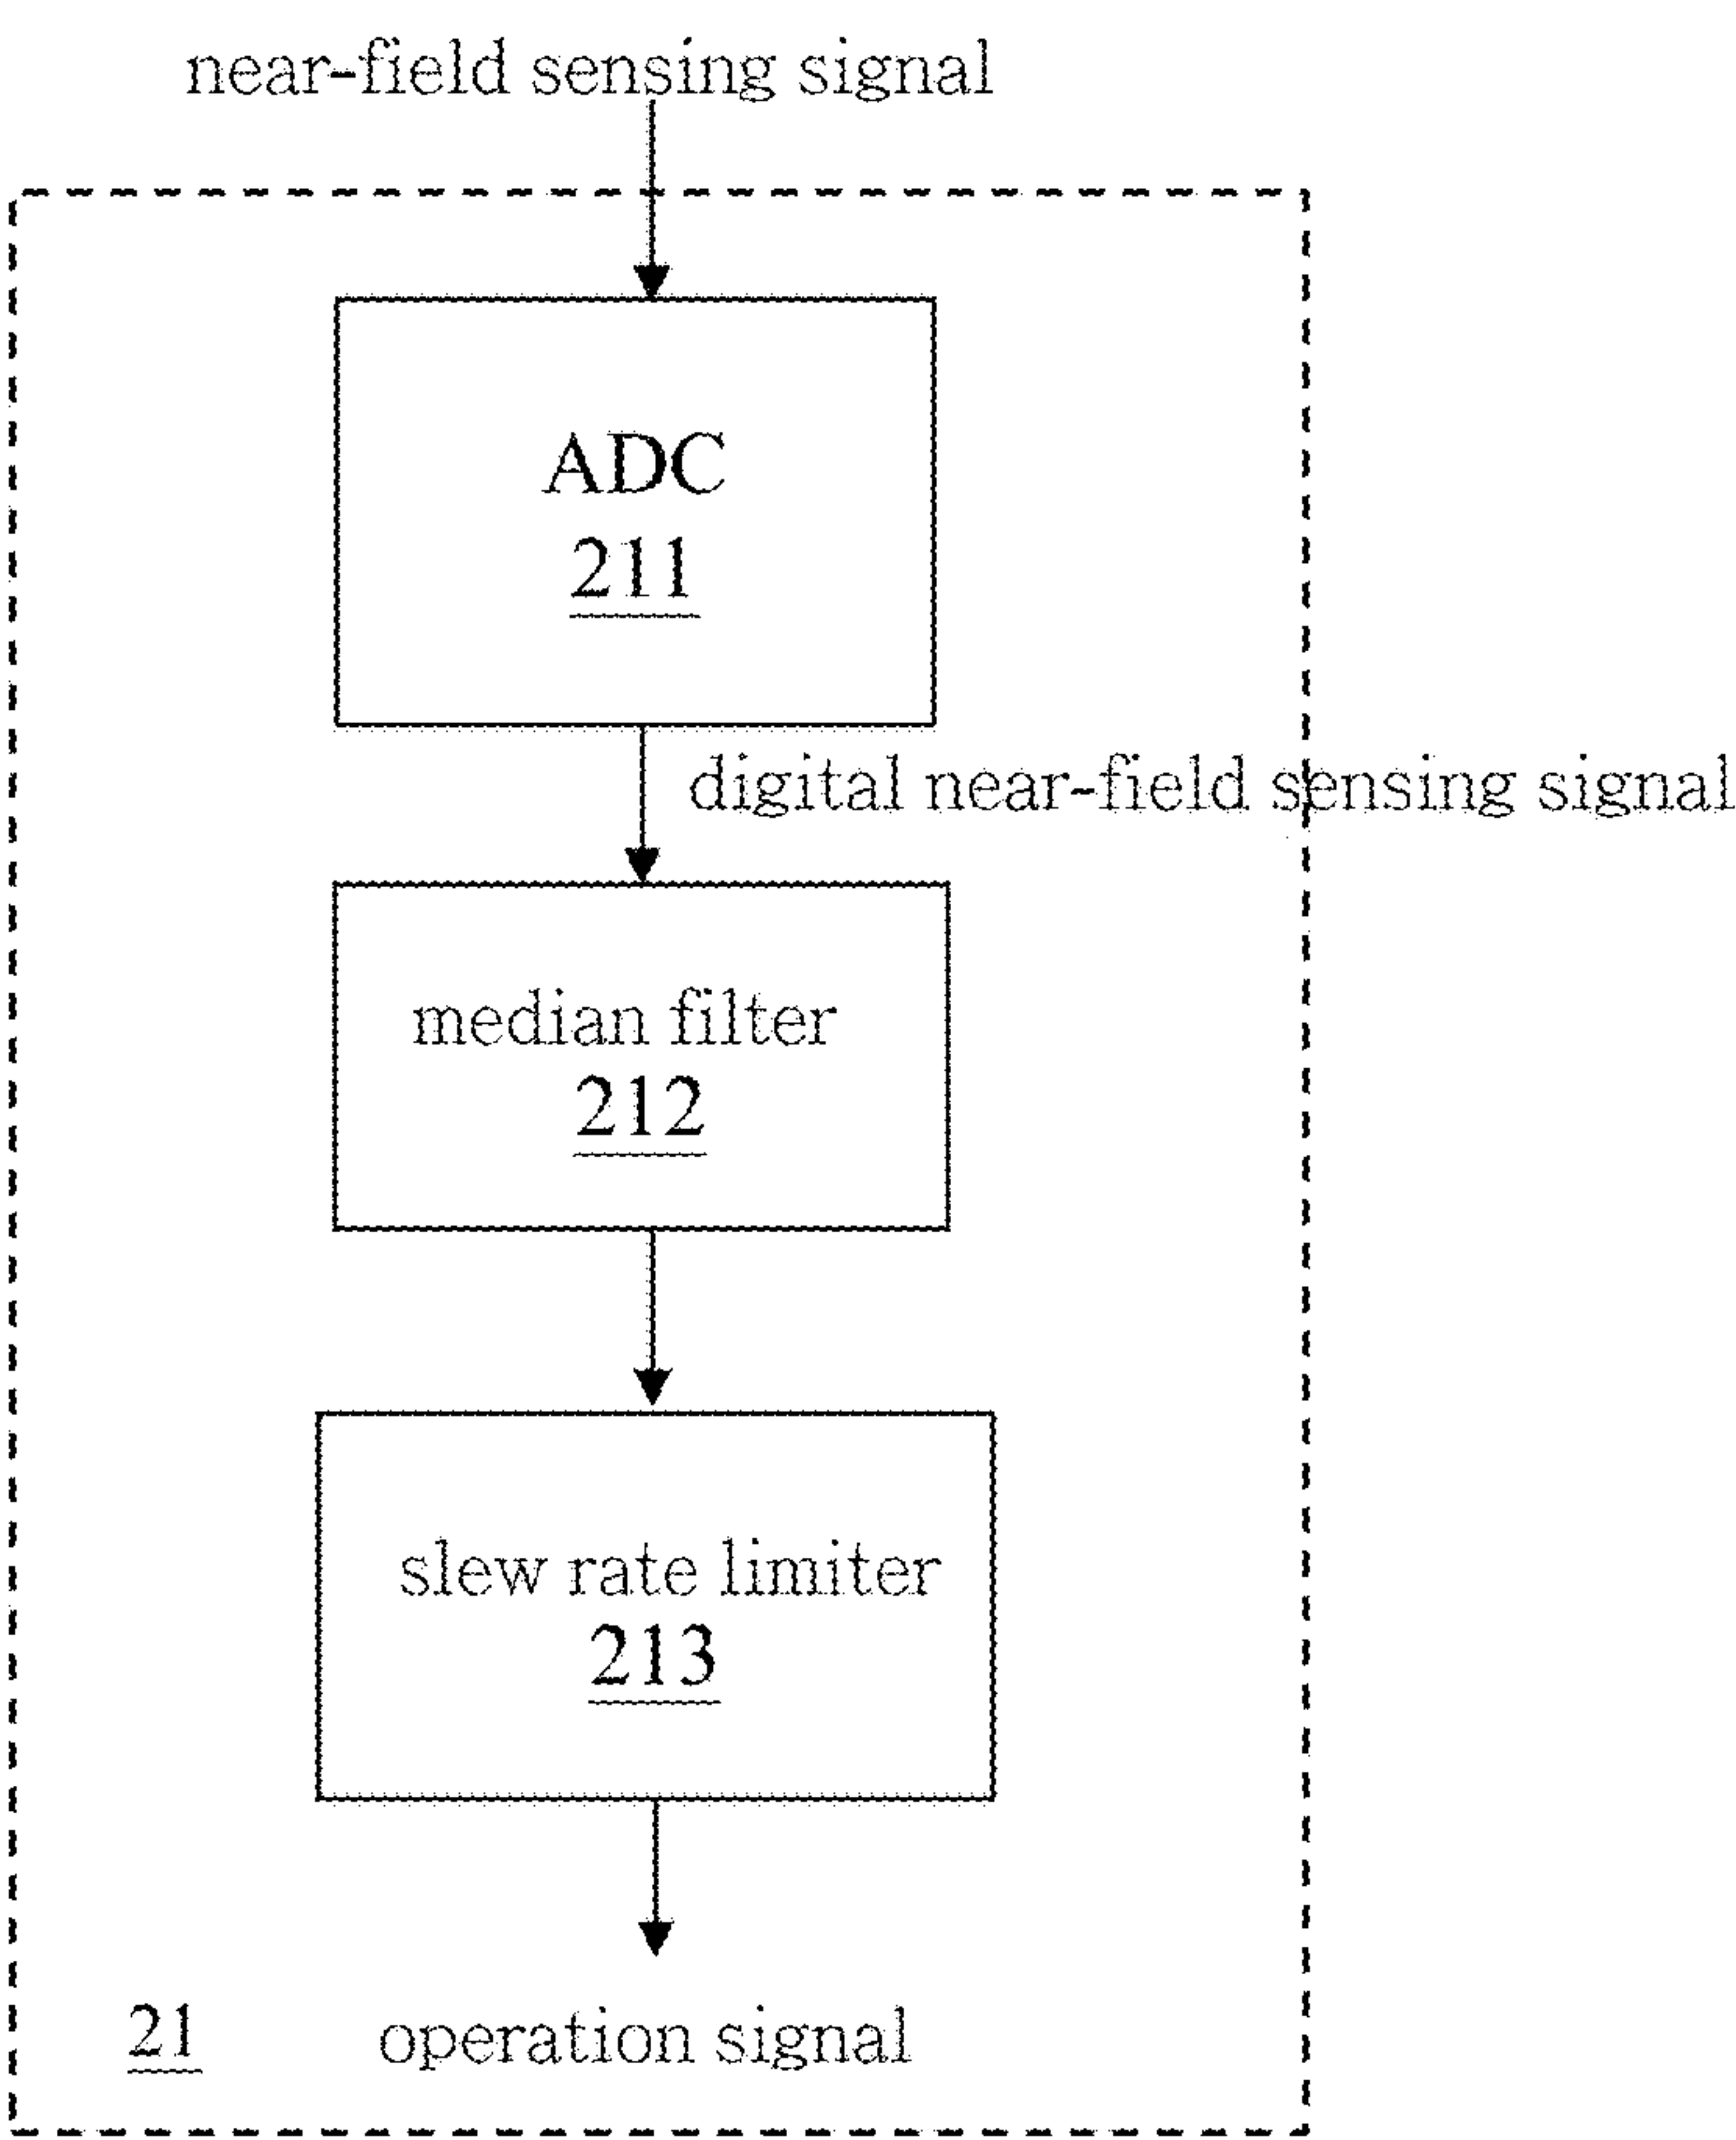 near-field sensing signal
ADC
211
digital near-field sensing signal
median filter
212
slew rate limiter
213
21
operation signal